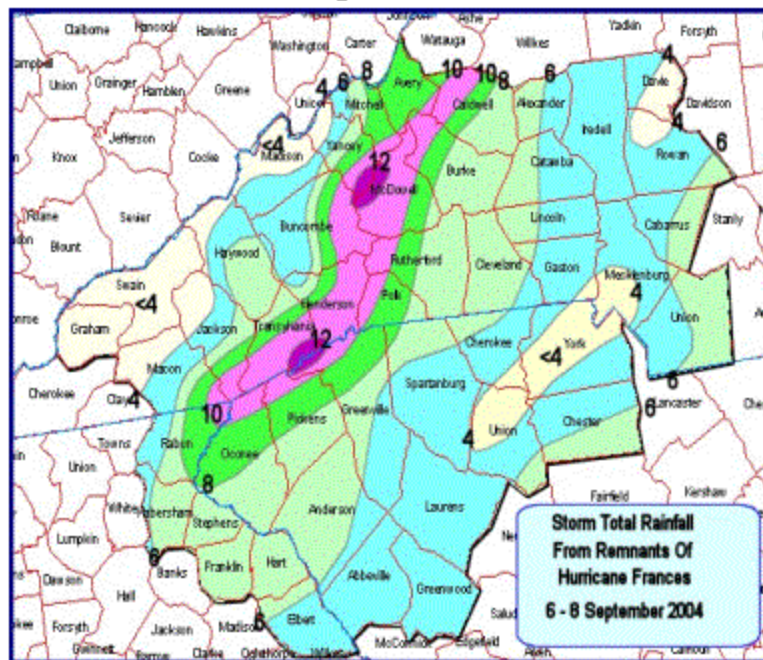 Claiborne Hancock Hawkins Ashe Yadkin
Washington Carter Watauga Wilkes Forsyth
Campbell
Union Grainger Hamblen Greene 4 6 8 Avery 10 10 8 6 4
Mitchell Caldwell Alexander Davie Davidson
Jefferson <4 Yancey Iredell 4 6
Knox Cocke Madison 12 Burke Rowan
McDowell Catawba
Sevier Buncombe Lincoln Cabarrus Stanly
Blount Haywood Rutherford Cleveland Gaston Mecklenburg
Swain Henderson Polk 4
<4 Jackson Transylvania Union
Graham 12 Cherokee <4 York
Macon Spartanburg
Cherokee Clay 4 10 Pickens Greenville 6 Lancaster
Towns Rabun Oconee 4 Union Chester 6
Union 8
White Habersham Anderson Laurens Fairfield Kershaw
Lumpkin Stephens
6 Banks Franklin Hart
Dawson Hall Abbeville Greenwood
Forsyth Jackson Madison 6 Elbert
Storm Total Rainfall
From Remnants Of
Hurricane Frances
6 - 8 September 2004